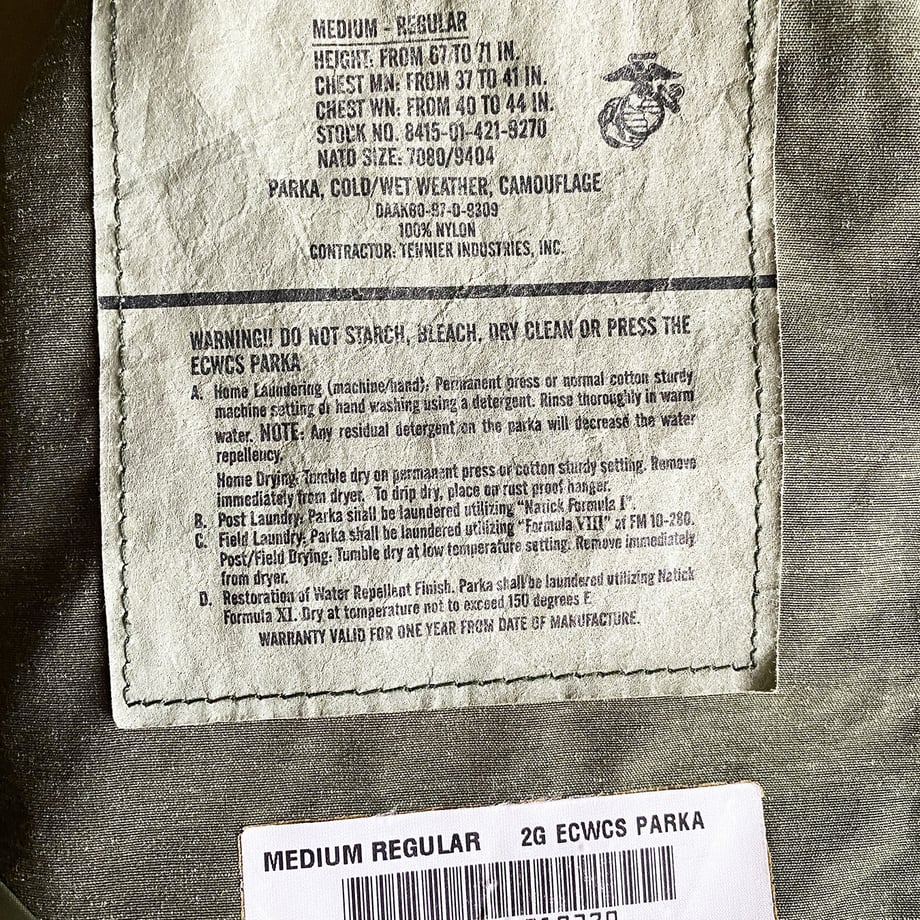 MEDIUM - REGULAR
HEIGHT: FROM 67 TO 71 IN.
CHEST MN: FROM 37 TO 41 IN.
CHEST WN: FROM 40 TO 44 IN.
STOCK NO. 8415-01-421-9270
NATO SIZE: 7080/9404
PARKA, COLD/WET WEATHER, CAMOUFLAGE
DAAK60-97-D-9309
100% NYLON
CONTRACTOR: TENNIER INDUSTRIES, INC.
WARNING!! DO NOT STARCH, BLEACH, DRY CLEAN OR PRESS THE
ECWCS PARKA
A. Home Laundering (machine/hand): Permanent press or normal cotton sturdy
machine setting or hand washing using a detergent. Rinse thoroughly in warm
water. NOTE: Any residual detergent on the parka will decrease the water
repellency.
Home Drying: Tumble dry on permanent press or cotton sturdy setting. Remove
immediately from dryer. To drip dry, place on rust proof hanger.
B. Post Laundry: Parka shall be laundered utilizing "Natick Formula I".
C. Field Laundry: Parka shall be laundered utilizing "Formula VIII" of FM 10-280.
Post/Field Drying: Tumble dry at low temperature setting. Remove immediately
from dryer.
D. Restoration of Water Repellent Finish. Parka shall be laundered utilizing Natick
Formula XI. Dry at temperature not to exceed 150 degrees F.
WARRANTY VALID FOR ONE YEAR FROM DATE OF MANUFACTURE.
MEDIUM REGULAR 2G ECWCS PARKA